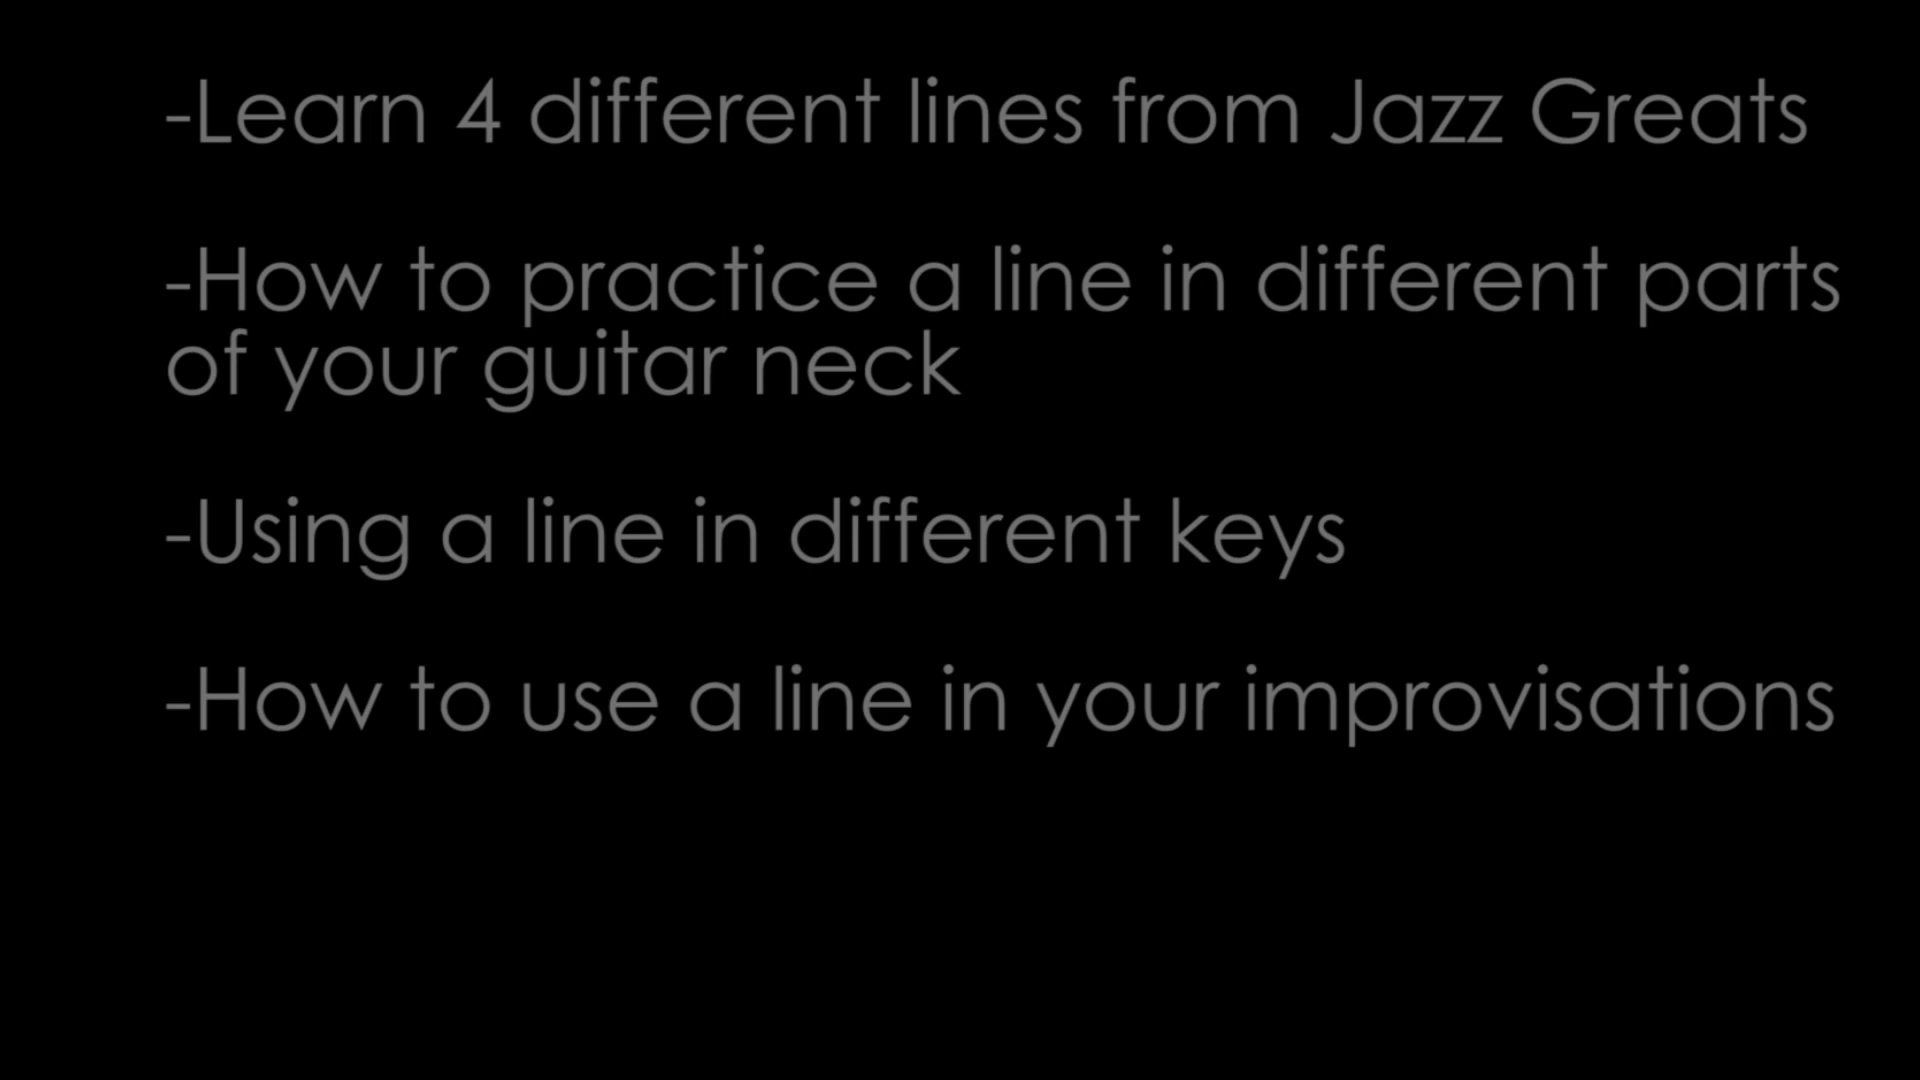 -Learn 4 different lines from Jazz Greats
-How to practice a line in different parts
of your guitar neck
-Using a line in different keys
-How to use a line in your improvisations